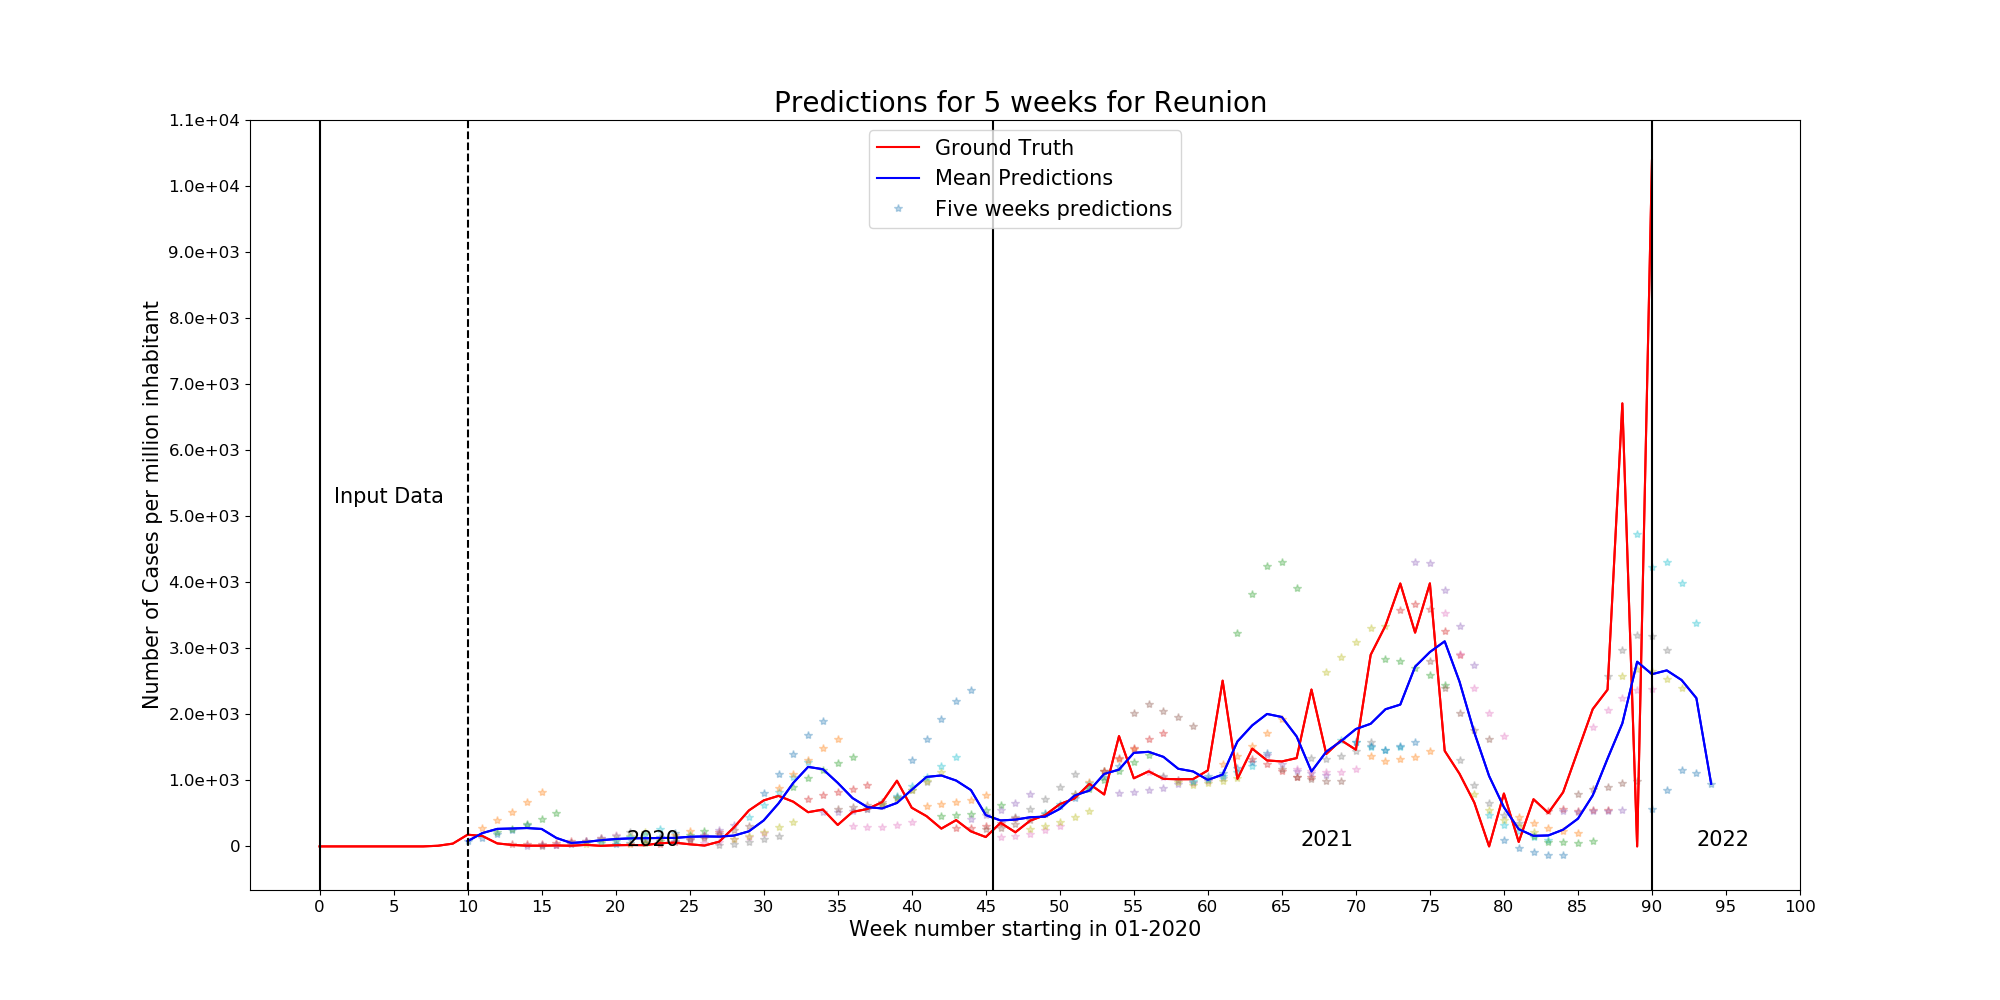 Predictions for 5 weeks for Reunion
Ground Truth
Mean Predictions
Five weeks predictions
Number of Cases per million inhabitant
1.1e+04
1.0e+04
9.0e+03
8.0e+03
7.0e+03
6.0e+03
5.0e+03
4.0e+03
3.0e+03
2.0e+03
1.0e+03
0
Input Data
2020
2021
2022
0 5 10 15 20 25 30 35 40 45 50 55 60 65 70 75 80 85 90 95 100
Week number starting in 01-2020